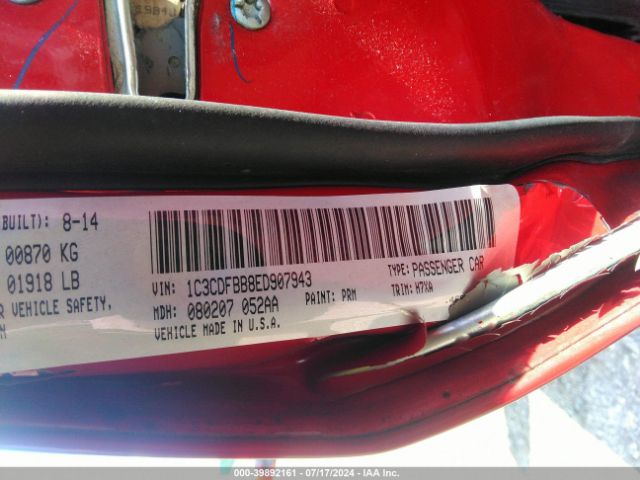 BUILT): 8-14
00870 KG
01918 LB
R VEHICLE SAFETY,
VIN: 1C3CDFBB8ED907943
TYPE: PASSENGER CAR
MDH: 080207 052AA
PAINT: PRM
TRIM: H7XA
VEHICLE MADE IN U.S.A.
000-39892161 - 07/17/2024 - IAA Inc.